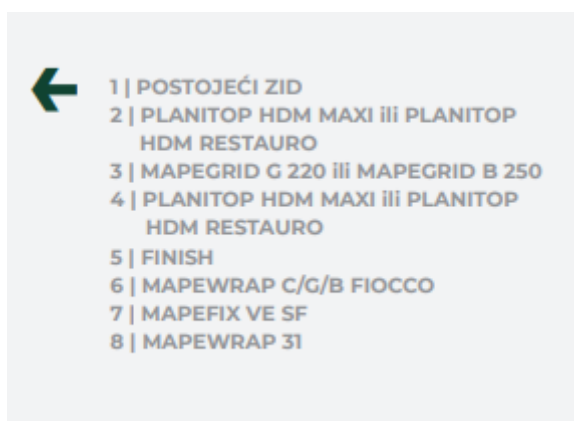 1 | POSTOJEĆI ZID
2 | PLANITOP HDM MAXI ili PLANITOP
HDM RESTAURO
3 | MAPEGRID G 220 ili MAPEGRID B 250
4 | PLANITOP HDM MAXI ili PLANITOP
HDM RESTAURO
5 | FINISH
6 | MAPEWRAP C/G/B FIOCCO
7 | MAPEFIX VE SF
8 | MAPEWRAP 31